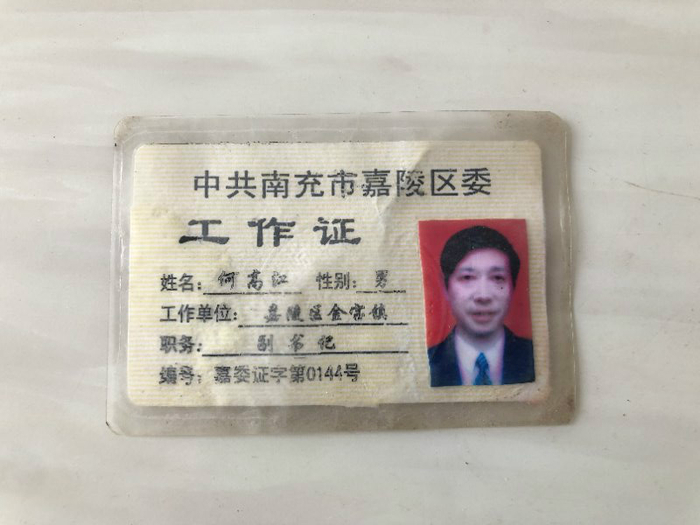 中共南充市嘉陵区委
工作证
姓名：何高江 性别：男
工作单位：嘉陵区金宫镇
职务：副书记
编号：嘉委证字第0144号